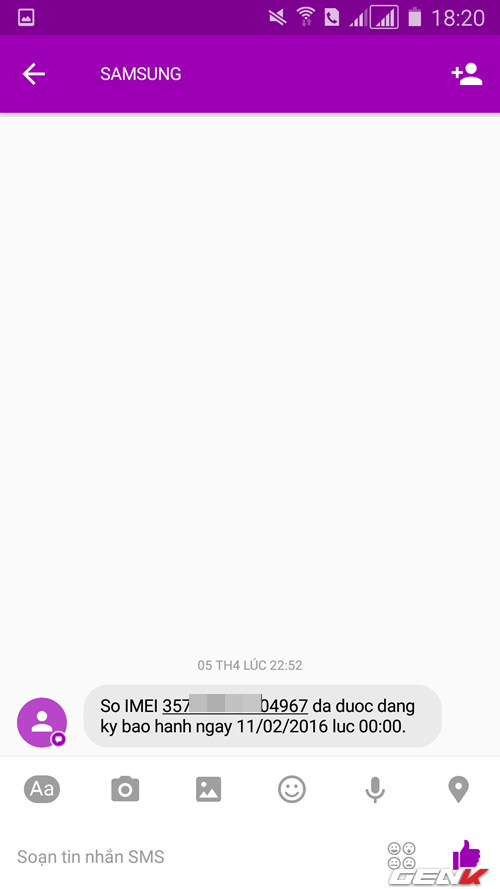 18:20
SAMSUNG
05 TH4 LÚC 22:52
So IMEI 357 04967 da duoc dang
ky bao hanh ngay 11/02/2016 luc 00:00.
Aa
Soạn tin nhắn SMS
GENK